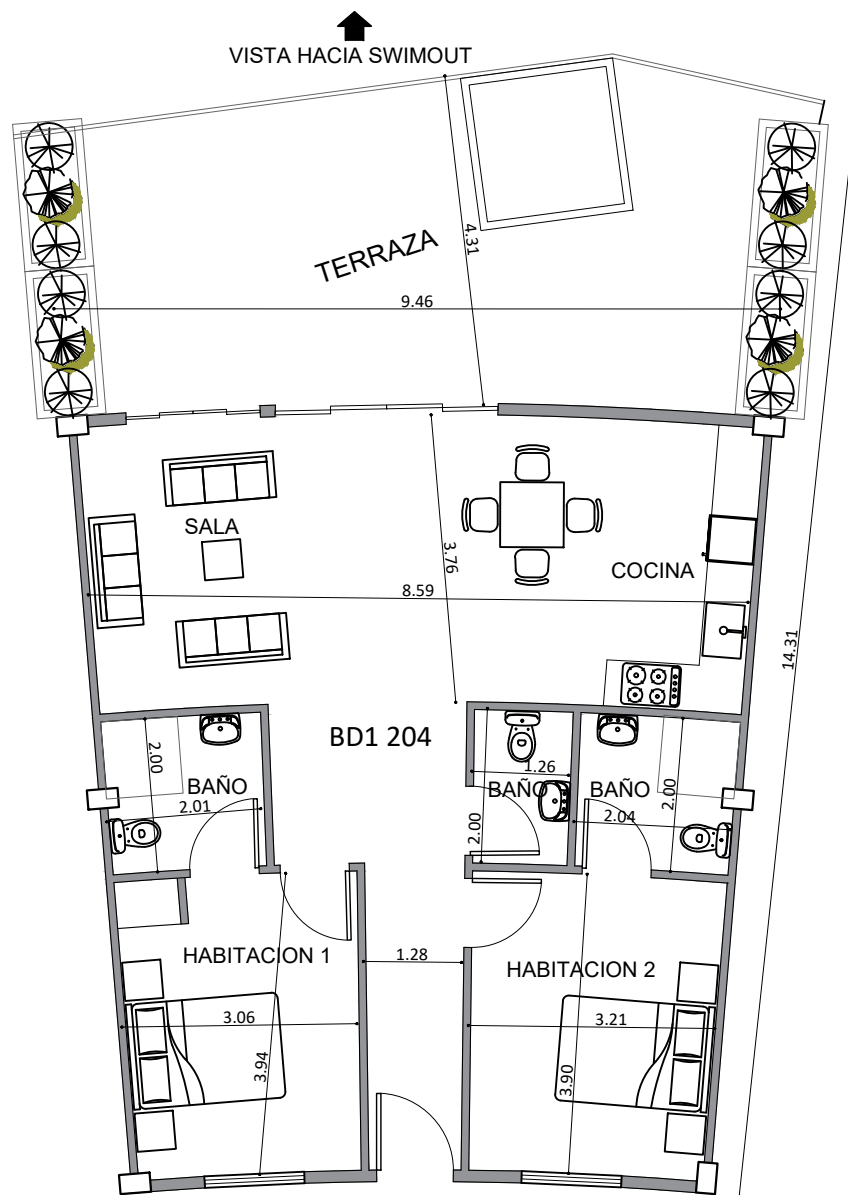 VISTA HACIA SWIMOUT
TERRAZA
4.31
9.46
SALA
3.76
COCINA
8.59
14.31
BD1 204
2.00
BAÑO
2.01
1.26
BAÑO
2.00
BAÑO
2.00
2.04
HABITACION 1
1.28
HABITACION 2
3.06
3.21
3.94
3.90